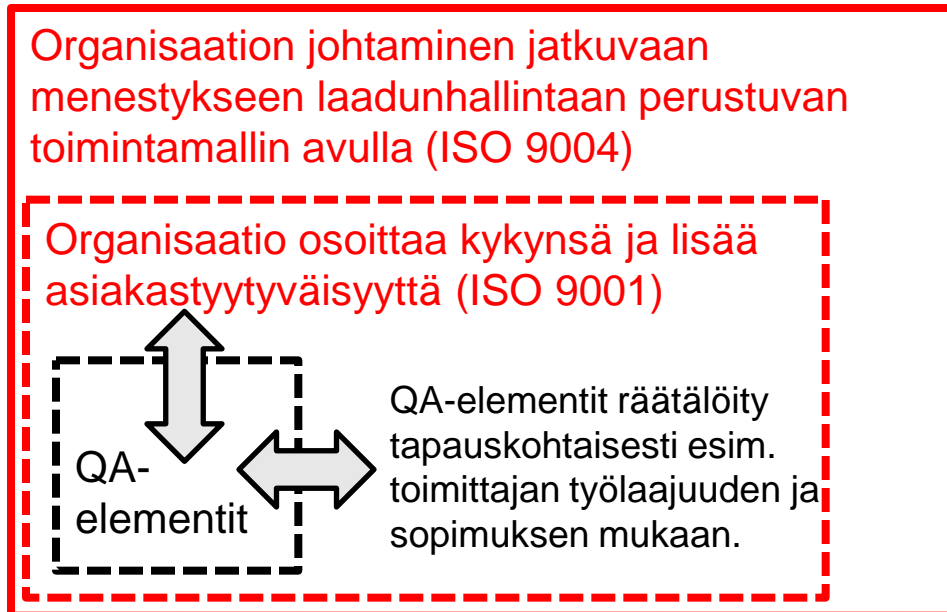 Organisaation johtaminen jatkuvaan
menestykseen laadunhallintaan perustuvan
toimintamallin avulla (ISO 9004)
Organisaatio osoittaa kykynsä ja lisää
asiakastyytyväisyyttä (ISO 9001)
QA-
elementit
QA-elementit räätälöity
tapauskohtaisesti esim.
toimittajan työlaajuuden ja
sopimuksen mukaan.